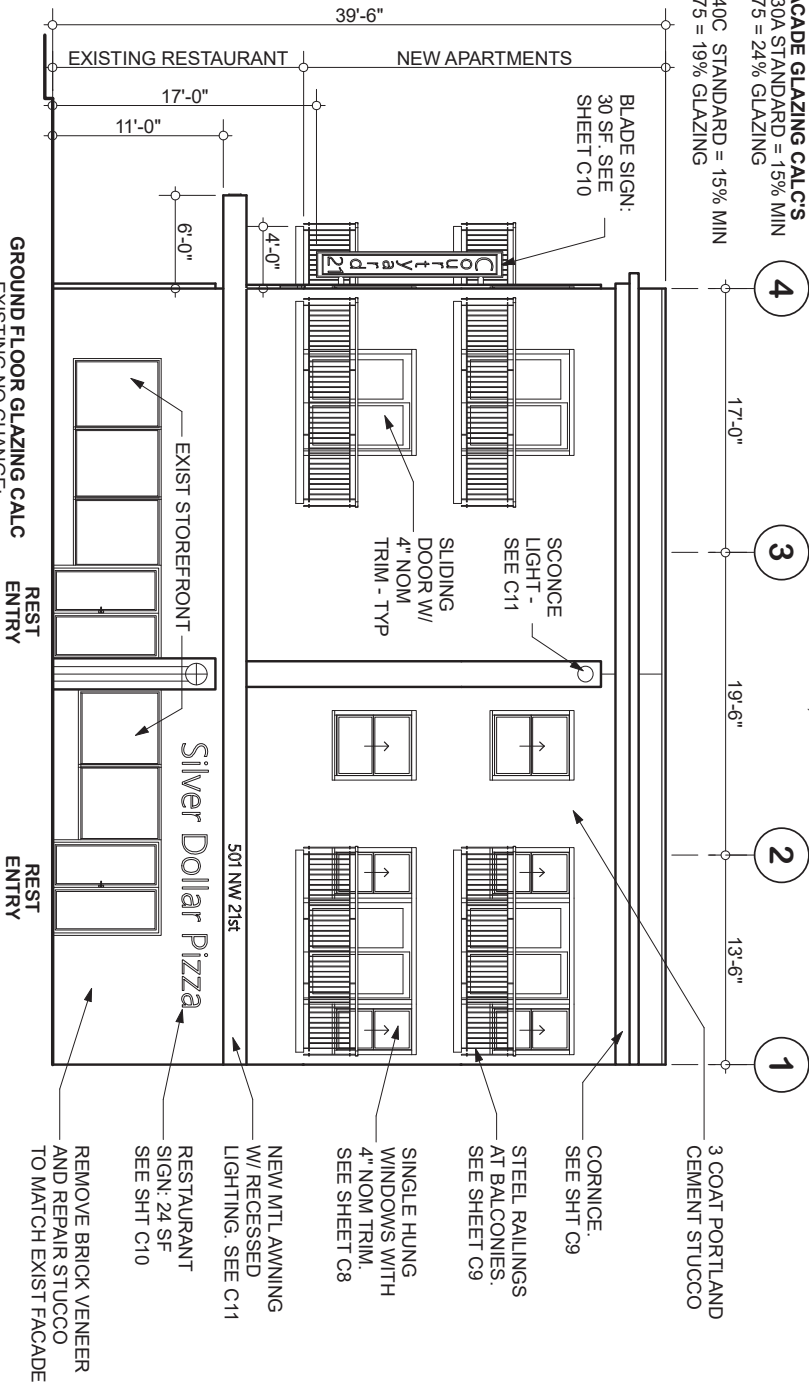 ACADE GLAZING CALC'S
30A STANDARD = 15% MIN
75 = 24% GLAZING
40C STANDARD = 15% MIN
75 = 19% GLAZING
4
3
2
1
17'-0"
19'-6"
13'-6"
39'-6"
EXISTING RESTAURANT
NEW APARTMENTS
17'-0"
11'-0"
6'-0"
4'-0"
BLADE SIGN:
30 SF. SEE
SHEET C10
Courtyard
21
SLIDING
DOOR W/
4" NOM
TRIM - TYP
SCONCE
LIGHT -
SEE C11
3 COAT PORTLAND
CEMENT STUCCO
CORNICE.
SEE SHT C9
STEEL RAILINGS
AT BALCONIES.
SEE SHEET C9
SINGLE HUNG
WINDOWS WITH
4" NOM TRIM.
SEE SHEET C8
NEW MTL AWNING
W/ RECESSED
LIGHTING. SEE C11
RESTAURANT
SIGN: 24 SF
SEE SHT C10
REMOVE BRICK VENEER
AND REPAIR STUCCO
TO MATCH EXIST FACADE
501 NW 21st
Silver Dollar Pizza
EXIST STOREFRONT
REST
ENTRY
REST
ENTRY
GROUND FLOOR GLAZING CALC
EXISTING NO CHANGE: